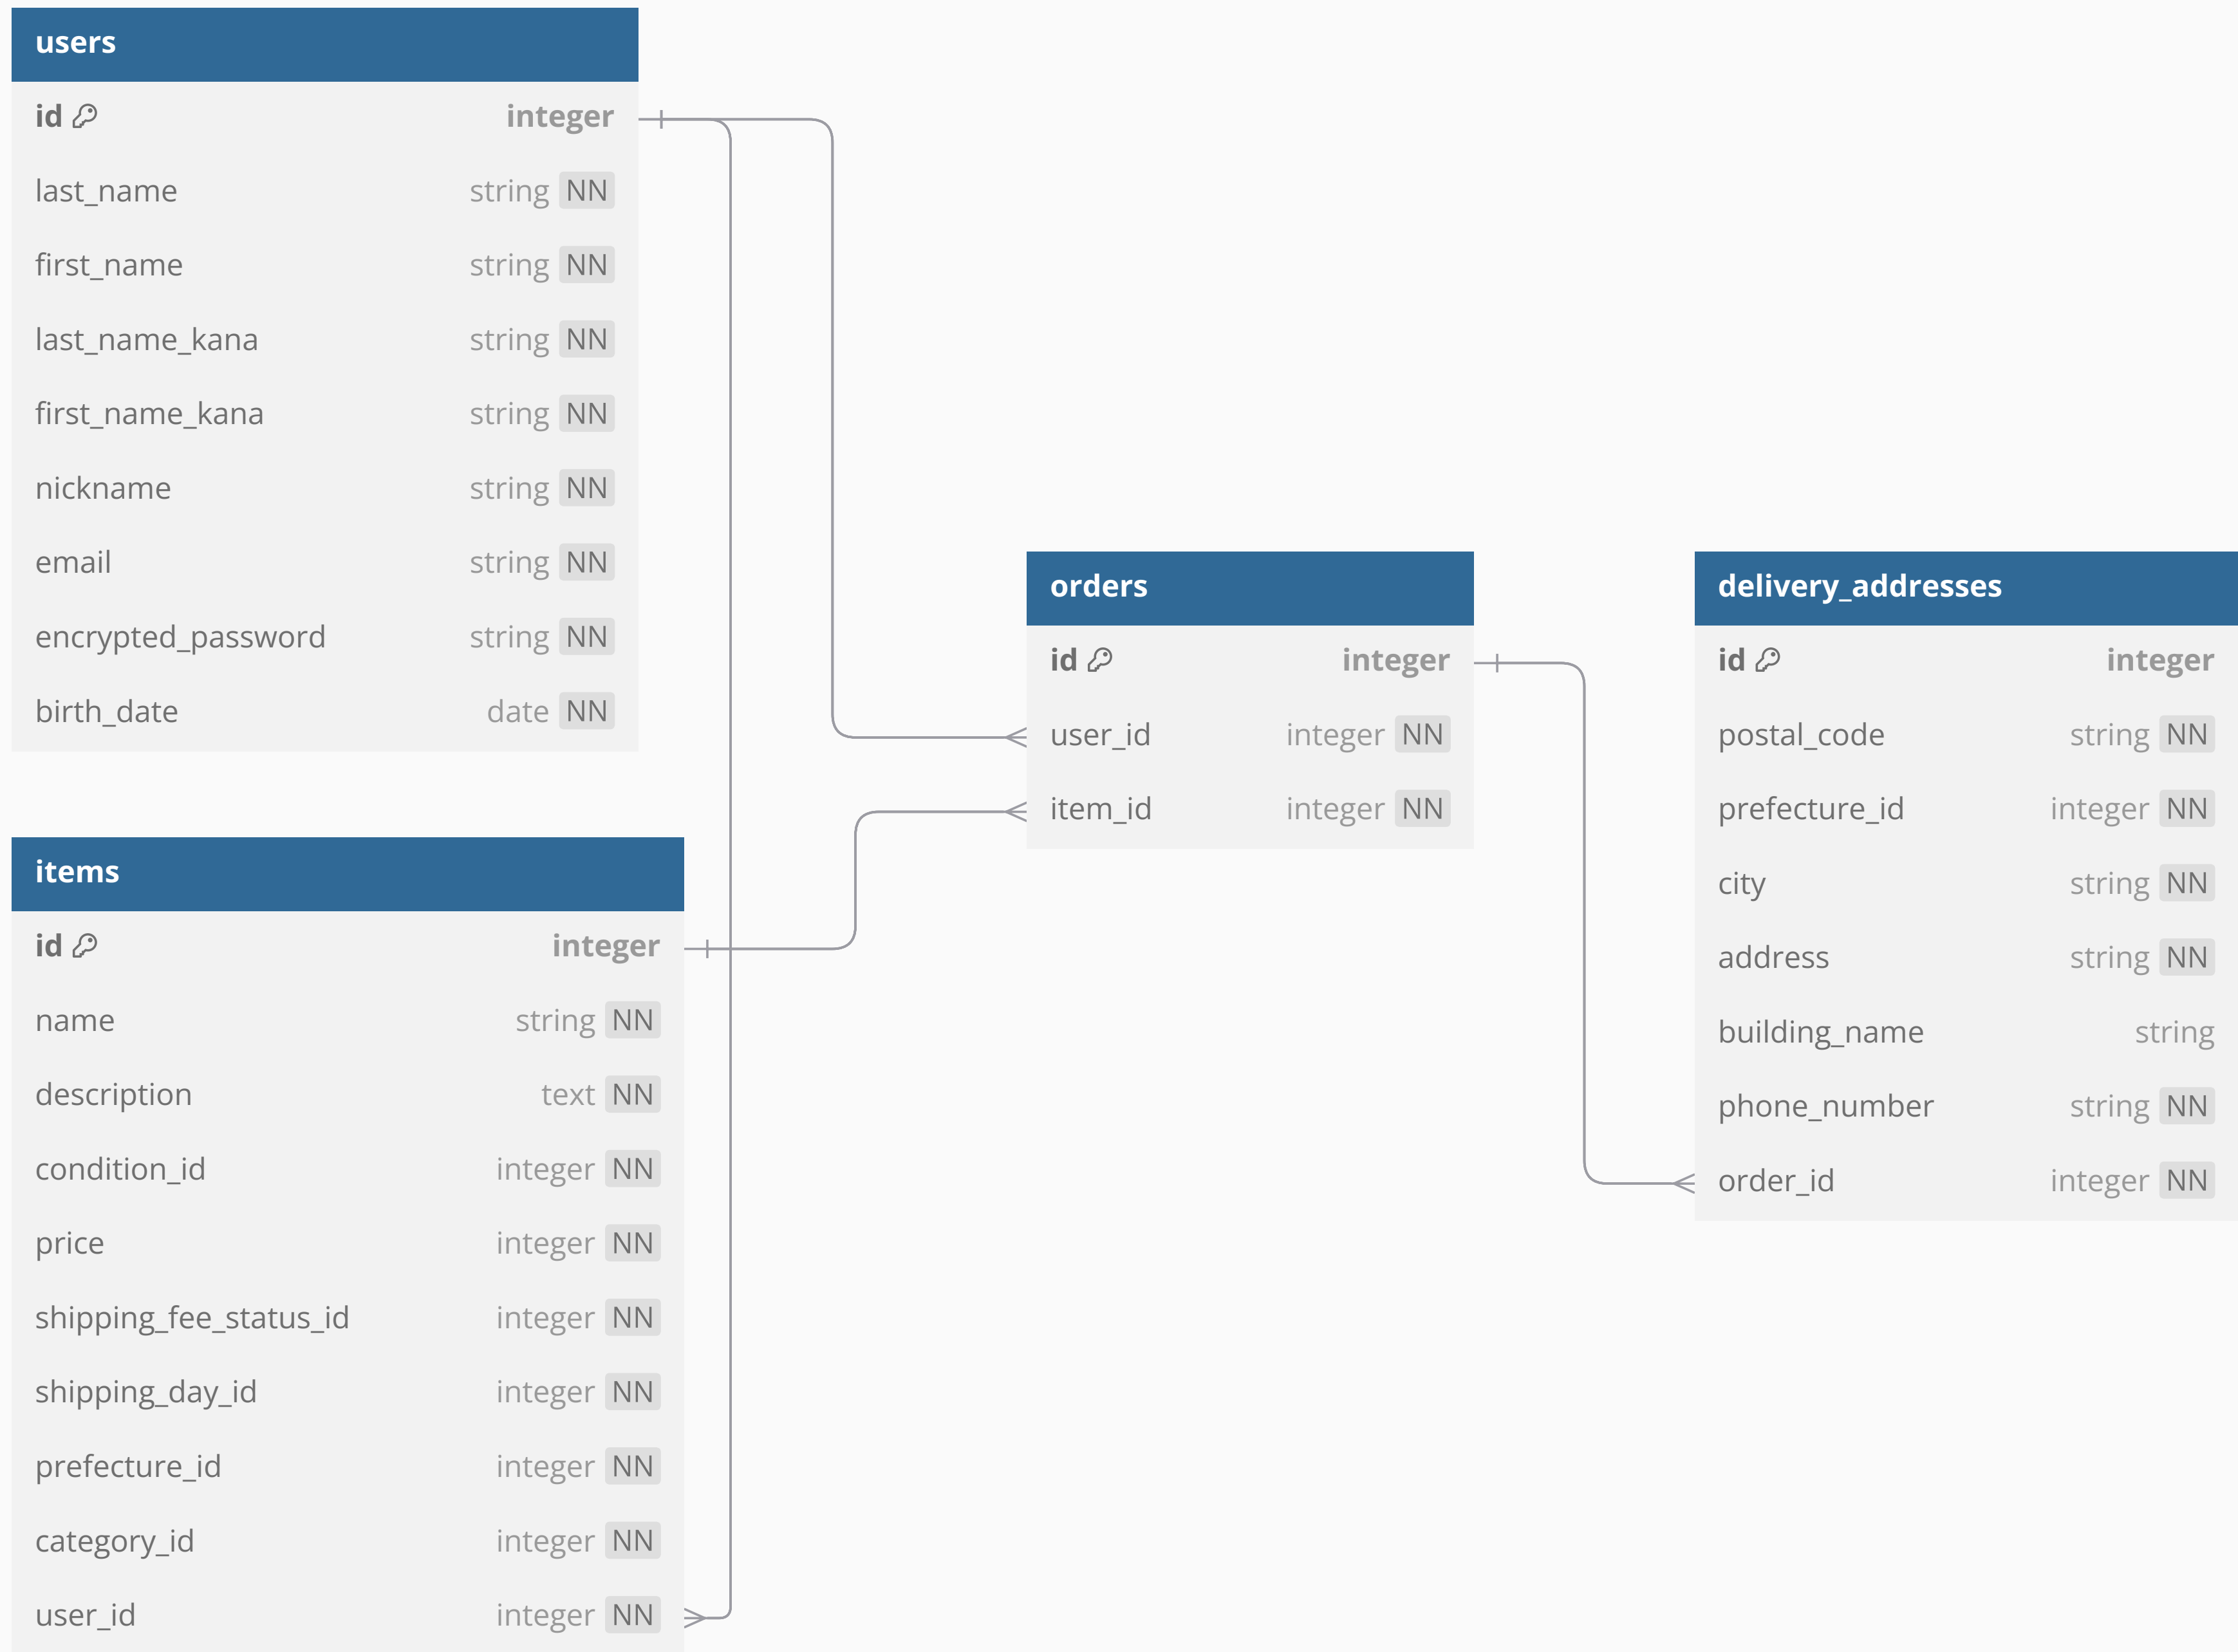 users
id integer
last_name string NN
first_name string NN
last_name_kana string NN
first_name_kana string NN
nickname string NN
email string NN
encrypted_password string NN
birth_date date NN
items
id integer
name string NN
description text NN
condition_id integer NN
price integer NN
shipping_fee_status_id integer NN
shipping_day_id integer NN
prefecture_id integer NN
category_id integer NN
user_id integer NN
orders
id integer
user_id integer NN
item_id integer NN
delivery_addresses
id integer
postal_code string NN
prefecture_id integer NN
city string NN
address string NN
building_name string
phone_number string NN
order_id integer NN